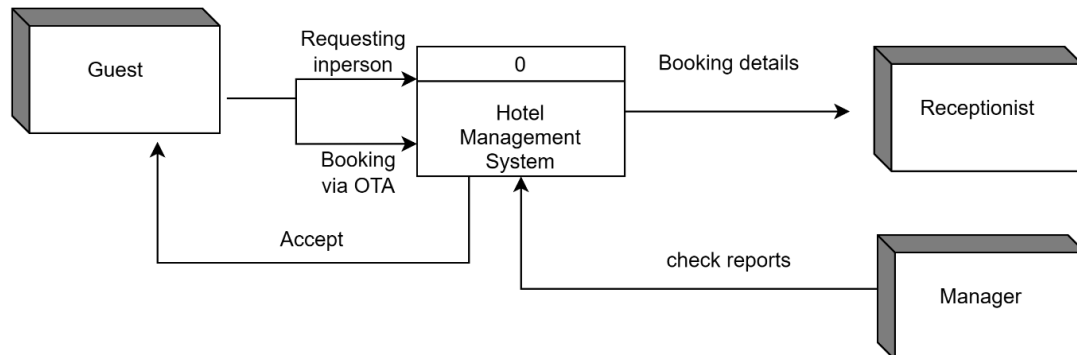 Guest
Requesting
inperson
0
Hotel
Management
System
Booking
via OTA
Booking details
Receptionist
Accept
check reports
Manager